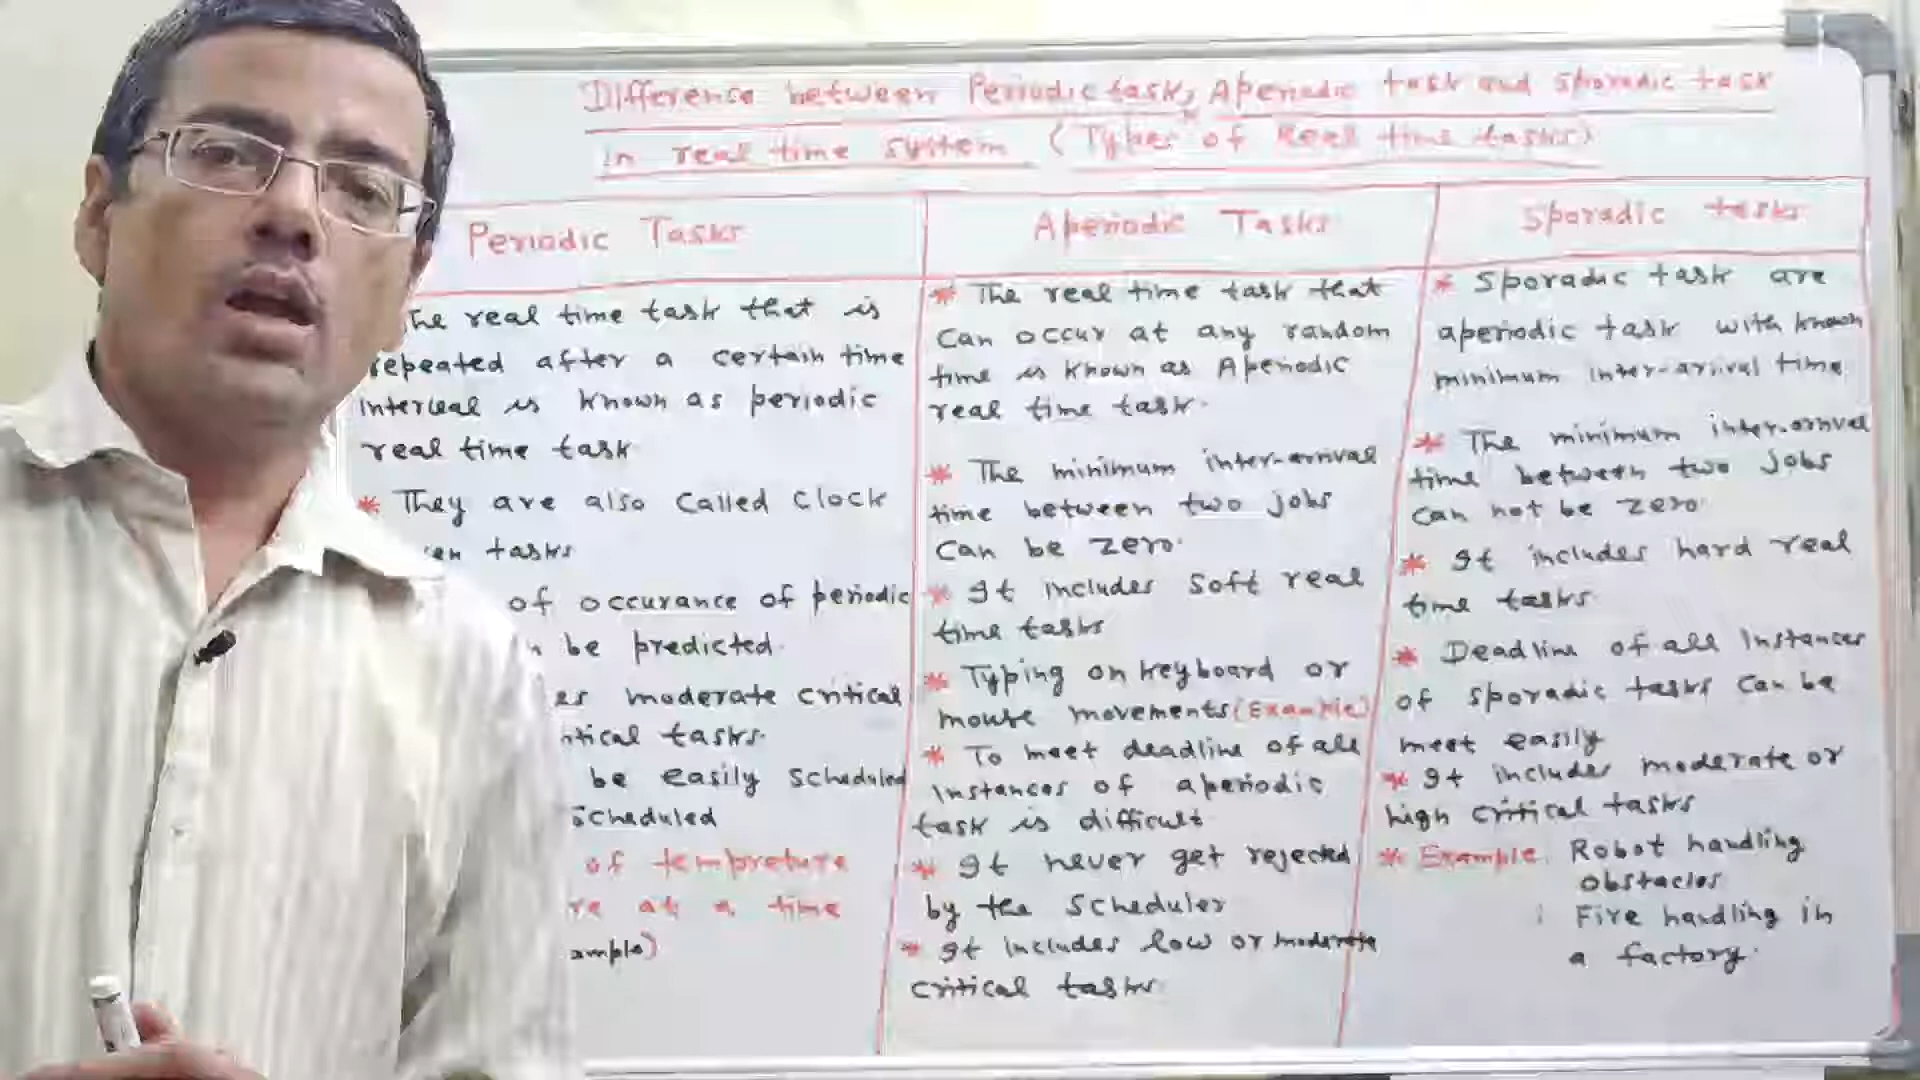 Difference between Periodic task, Aperiodic task and sporadic task
in real time system (Types of Real time tasks)
Periodic Tasks
The real time task that is
repeated after a certain time
interval is known as periodic
real time task
* They are also called clock
tasks
of occurance of periodic
be predicted.
moderate critical
tasks.
be easily scheduled
scheduled
of tempreture
at a time
Aperiodic Tasks
* The real time task that
can occur at any random
time is known as Aperiodic
real time task.
* The minimum inter-arrival
time between two jobs
can be zero.
* It includes soft real
time tasks
* Typing on keyboard or
mouse movements (Example)
* To meet deadline of all
instances of aperiodic
task is difficult
* It never get rejected
by the scheduler
* It includes low or moderate
critical tasks.
Sporadic tasks
* Sporadic task are
aperiodic task with known
minimum inter-arrival time.
* The minimum inter-arrival
time between two jobs
can not be zero.
* It includes hard real
time tasks.
* Deadline of all instances
of sporadic tasks can be
meet easily
* It includes moderate or
high critical tasks
* Example: Robot handling
obstacles
: Fire handling in
a factory.